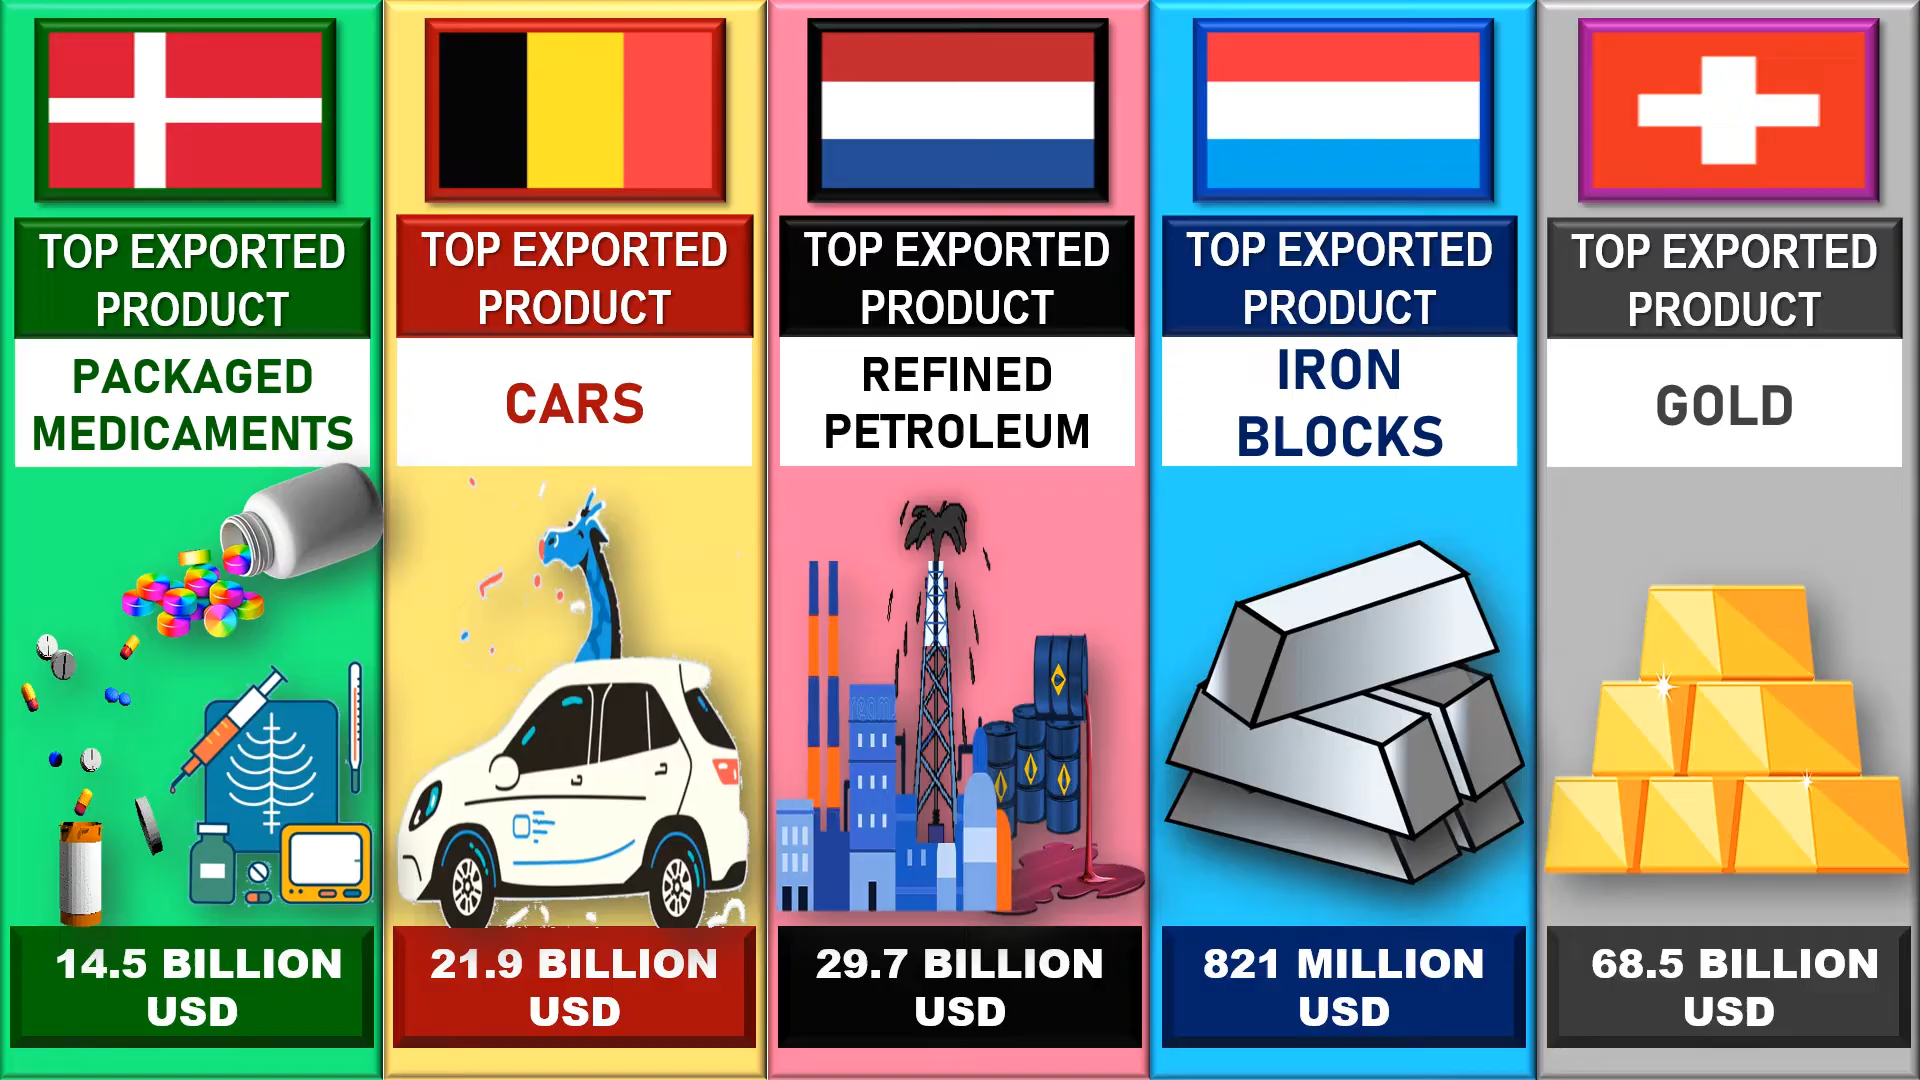 TOP EXPORTED
PRODUCT
PACKAGED
MEDICAMENTS
14.5 BILLION
USD
TOP EXPORTED
PRODUCT
CARS
21.9 BILLION
USD
TOP EXPORTED
PRODUCT
REFINED
PETROLEUM
29.7 BILLION
USD
TOP EXPORTED
PRODUCT
IRON
BLOCKS
821 MILLION
USD
TOP EXPORTED
PRODUCT
GOLD
68.5 BILLION
USD